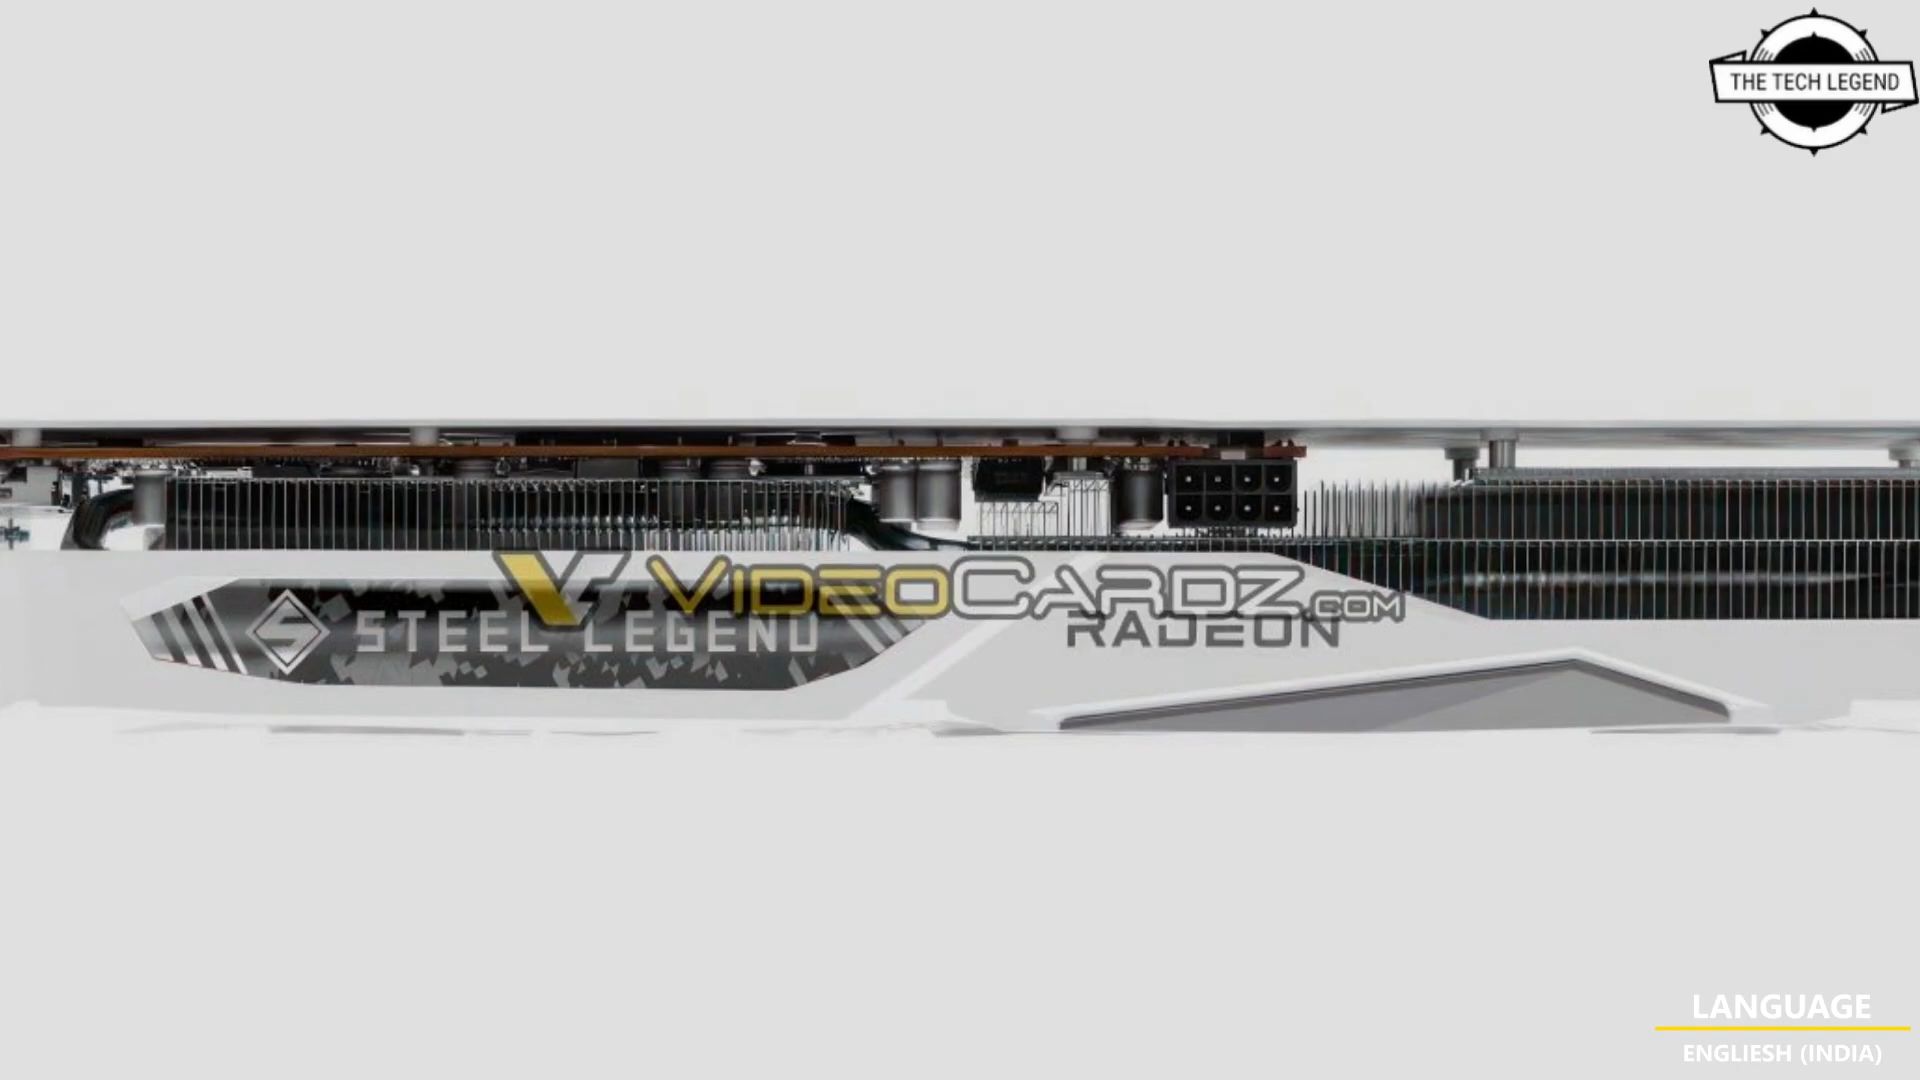 THE TECH LEGEND
VIDEOCARDZ.COM
STEEL LEGEND
RADEON
LANGUAGE
ENGLIESH (INDIA)